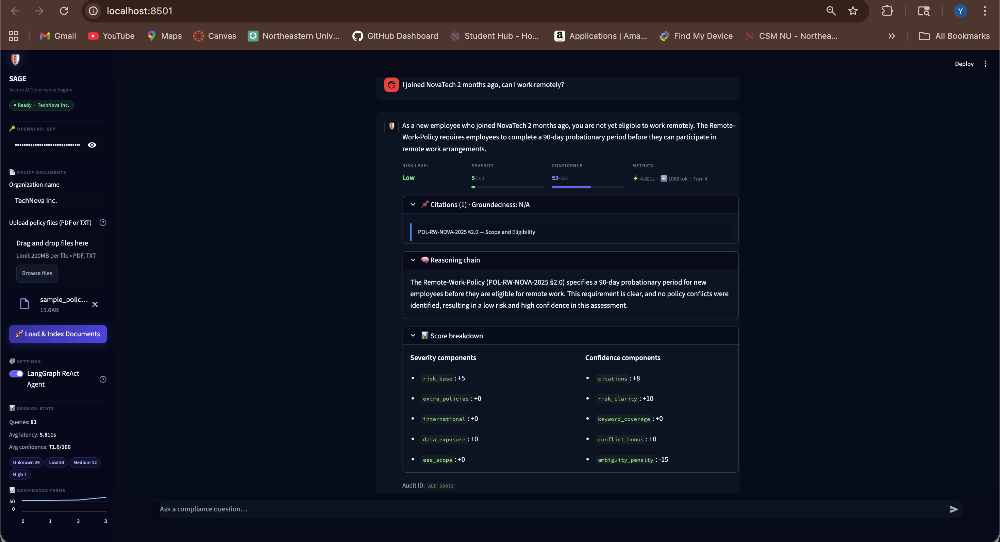 localhost:8501
Gmail
YouTube
Maps
Canvas
Northeastern Univ...
GitHub Dashboard
Student Hub - Ho...
Applications | Ama...
Find My Device
CSM NU - Northea...
All Bookmarks
Y
Deploy
SAGE
Secure AI Governance Engine
Ready · TechNova Inc.
OPENAI API KEY
POLICY DOCUMENTS
Organization name
TechNova Inc.
Upload policy files (PDF or TXT)
Drag and drop files here
Limit 200MB per file • PDF, TXT
Browse files
sample_polic...
11.6KB
Load & Index Documents
SETTINGS
LangGraph ReAct
Agent
SESSION STATS
Queries: 81
Avg latency: 5.811s
Avg confidence: 71.6/100
Unknown 29
Low 33
Medium 12
High 7
CONFIDENCE TREND
50
0
0 1 2 3
I joined NovaTech 2 months ago, can I work remotely?
As a new employee who joined NovaTech 2 months ago, you are not yet eligible to work remotely. The Remote-
Work-Policy requires employees to complete a 90-day probationary period before they can participate in
remote work arrangements.
RISK LEVEL
Low
SEVERITY
5/100
CONFIDENCE
53/100
METRICS
4.681s · abc 1088 tok · Turn 4
Citations (1) · Groundedness: N/A
POL-RW-NOVA-2025 §2.0 — Scope and Eligibility
Reasoning chain
The Remote-Work-Policy (POL-RW-NOVA-2025 §2.0) specifies a 90-day probationary period for new
employees before they are eligible for remote work. This requirement is clear, and no policy conflicts were
identified, resulting in a low risk and high confidence in this assessment.
Score breakdown
Severity components
risk_base : +5
extra_policies : +0
international : +0
data_exposure : +0
eea_scope : +0
Confidence components
citations : +8
risk_clarity : +10
keyword_coverage : +0
conflict_bonus : +0
ambiguity_penalty : -15
Audit ID: AUD-00079
Ask a compliance question...